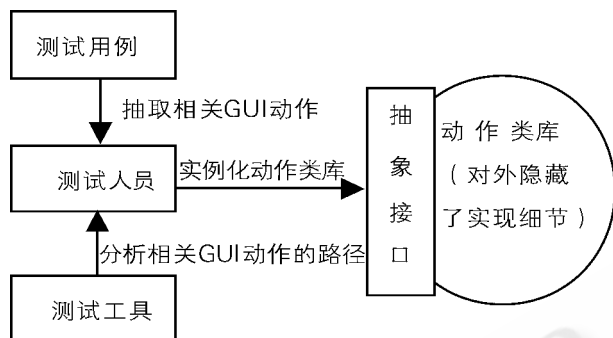 测试用例
抽取相关GUI动作
测试人员
实例化动作类库
分析相关GUI动作的路径
测试工具
抽
象
接
口
动作类库
（对外隐藏
了实现细节）